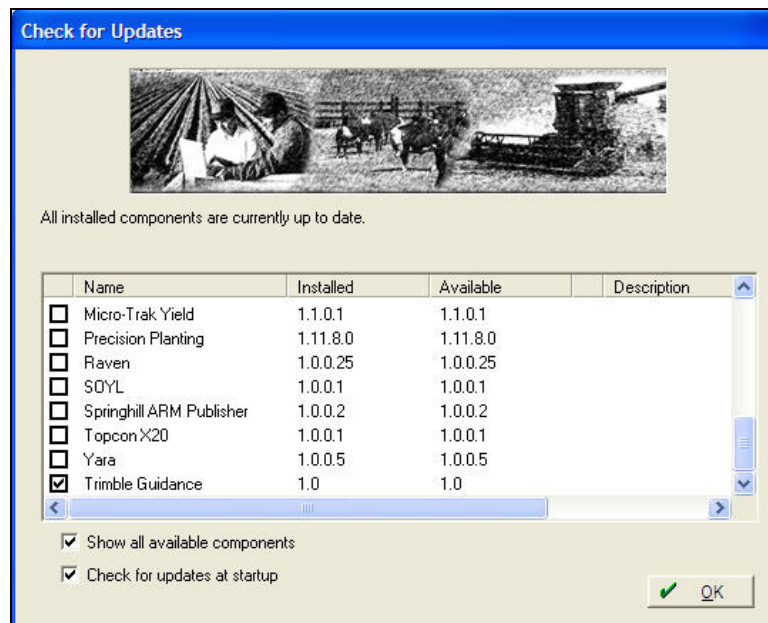 Check for Updates
All installed components are currently up to date.
Name Installed Available Description
Micro-Trak Yield 1.1.0.1 1.1.0.1
Precision Planting 1.11.8.0 1.11.8.0
Raven 1.0.0.25 1.0.0.25
SOYL 1.0.0.1 1.0.0.1
Springhill ARM Publisher 1.0.0.2 1.0.0.2
Topcon X20 1.0.0.1 1.0.0.1
Yara 1.0.0.5 1.0.0.5
Trimble Guidance 1.0 1.0
Show all available components
Check for updates at startup
OK